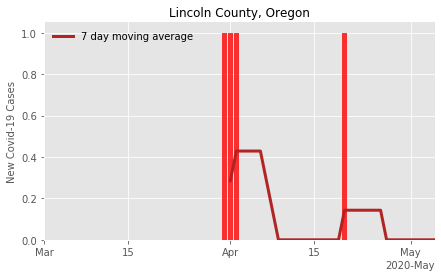 Lincoln County, Oregon
7 day moving average
New Covid-19 Cases
1.0
0.8
0.6
0.4
0.2
0.0
Mar 15 Apr 15 May
2020-May